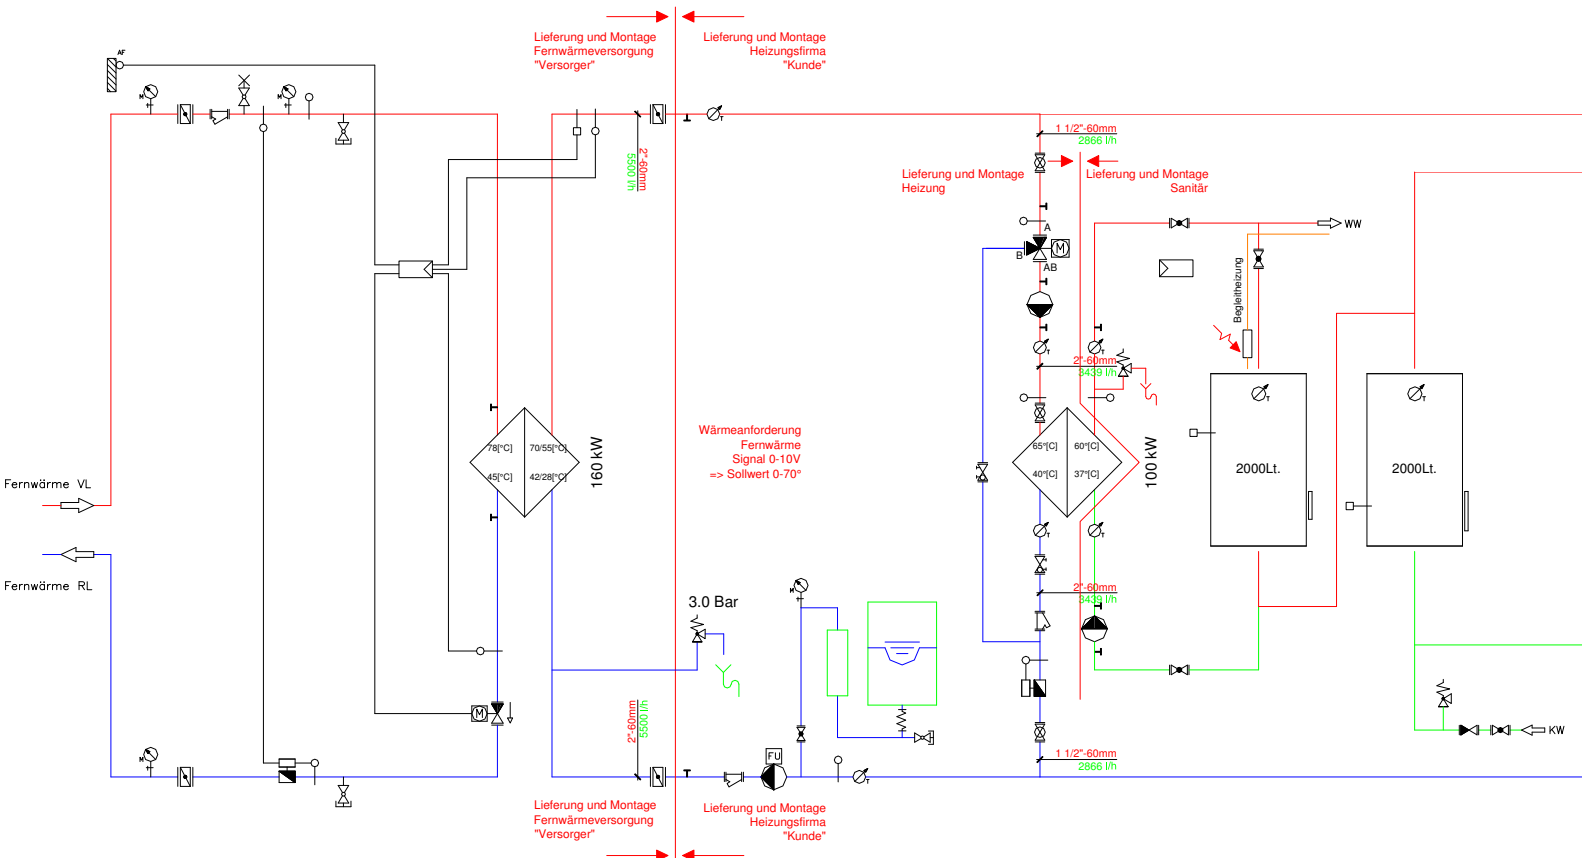 Lieferung und Montage
Fernwärmeversorgung
"Versorger"
Lieferung und Montage
Heizungsfirma
"Kunde"
AF
M
M
T
2"-60mm
5500 l/h
1 1/2"-60mm
2866 l/h
Lieferung und Montage
Heizung
Lieferung und Montage
Sanitär
A
B
M
AB
WW
Begleitheizung
T
T
2"-60mm
3439 l/h
T
T
Wärmeanforderung
Fernwärme
Signal 0-10V
=> Sollwert 0-70°
78[°C]
70/55[°C]
45[°C]
42/28[°C]
160 kW
65°[C]
60°[C]
40°[C]
37°[C]
100 kW
2000Lt.
2000Lt.
Fernwärme VL
Fernwärme RL
T
T
2"-60mm
3439 l/h
3.0 Bar
M
M
2"-60mm
5500 l/h
KW
M
FU
T
1 1/2"-60mm
2866 l/h
Lieferung und Montage
Fernwärmeversorgung
"Versorger"
Lieferung und Montage
Heizungsfirma
"Kunde"